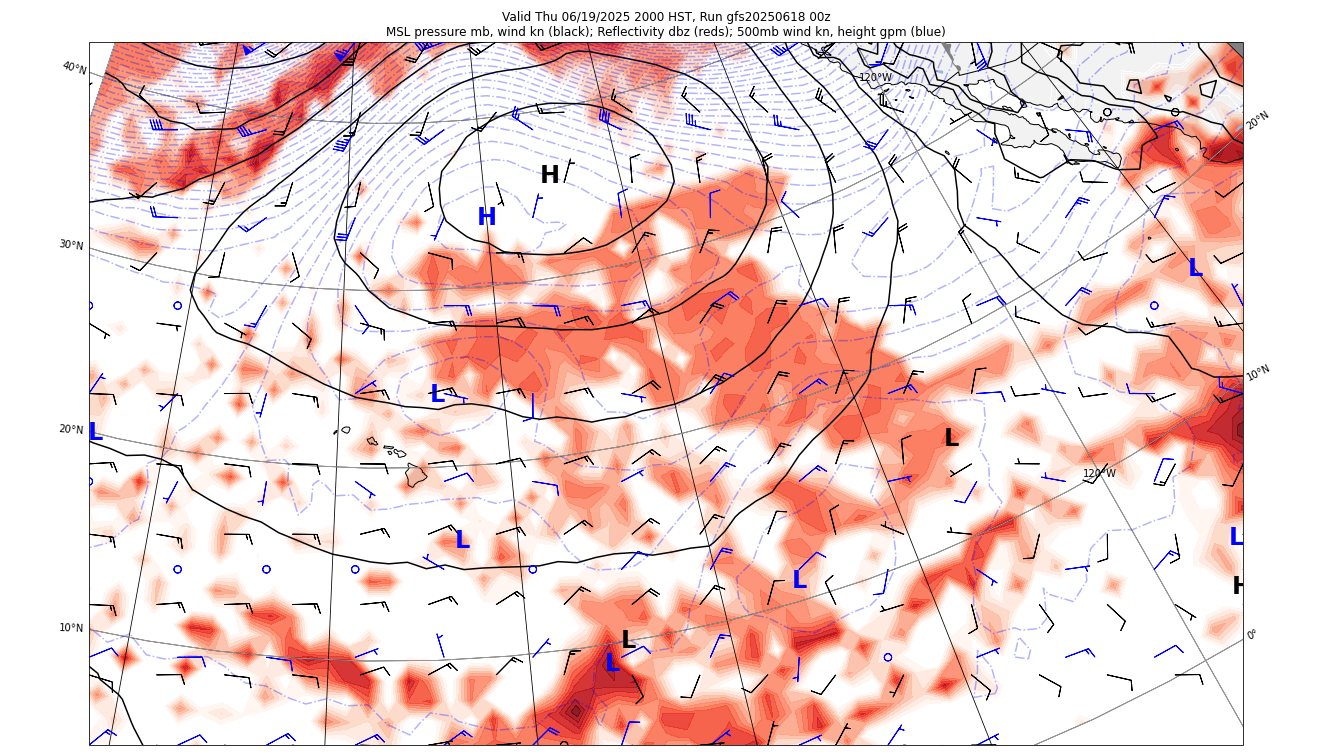 Valid Thu 06/19/2025 2000 HST, Run gfs20250618 00z
MSL pressure mb, wind kn (black); Reflectivity dbz (reds); 500mb wind kn, height gpm (blue)
40°N
120°W
20°N
H
H
30°N
L
10°N
L
L
20°N
L
120°W
L
L
L
H
10°N
L
L
0°